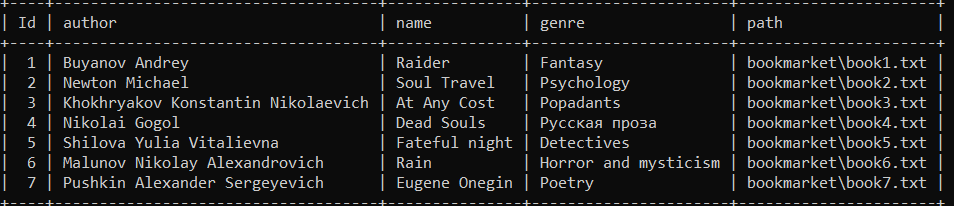 | Id | author | name | genre | path |
| 1 | Buyanov Andrey | Raider | Fantasy | bookmarket\book1.txt |
| 2 | Newton Michael | Soul Travel | Psychology | bookmarket\book2.txt |
| 3 | Khokhryakov Konstantin Nikolaevich | At Any Cost | Popadants | bookmarket\book3.txt |
| 4 | Nikolai Gogol | Dead Souls | Русская проза | bookmarket\book4.txt |
| 5 | Shilova Yulia Vitalievna | Fateful night | Detectives | bookmarket\book5.txt |
| 6 | Malunov Nikolay Alexandrovich | Rain | Horror and mysticism | bookmarket\book6.txt |
| 7 | Pushkin Alexander Sergeyevich | Eugene Onegin | Poetry | bookmarket\book7.txt |